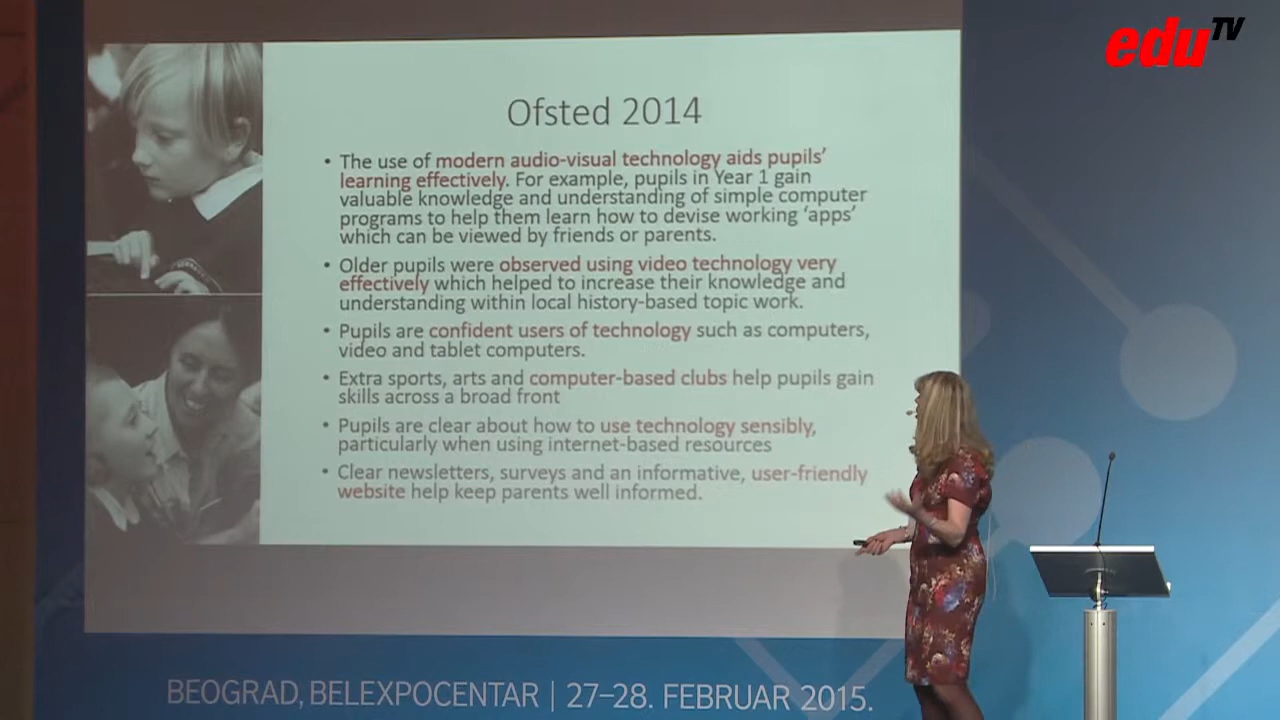 edu TV
Ofsted 2014
• The use of modern audio-visual technology aids pupils’
learning effectively. For example, pupils in Year 1 gain
valuable knowledge and understanding of simple computer
programs to help them learn how to devise working ‘apps’
which can be viewed by friends or parents.
• Older pupils were observed using video technology very
effectively which helped to increase their knowledge and
understanding within local history-based topic work.
• Pupils are confident users of technology such as computers,
video and tablet computers.
• Extra sports, arts and computer-based clubs help pupils gain
skills across a broad front
• Pupils are clear about how to use technology sensibly,
particularly when using internet-based resources
• Clear newsletters, surveys and an informative, user-friendly
website help keep parents well informed.
BEOGRAD, BELEXPOCENTAR | 27–28. FEBRUAR 2015.